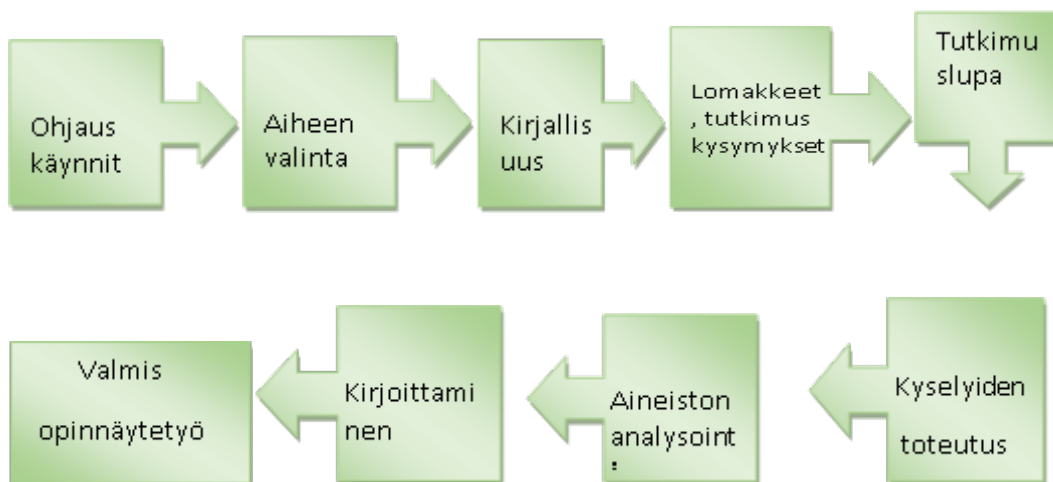 Ohjaus
käynnit
Aiheen
valinta
Kirjallis
uus
Lomakkeet
, tutkimus
kysymykset
Tutkimu
slupa
Kyselyiden
toteutus
Aineiston
analysoint
Kirjoittami
nen
Valmis
opinnäytetyö